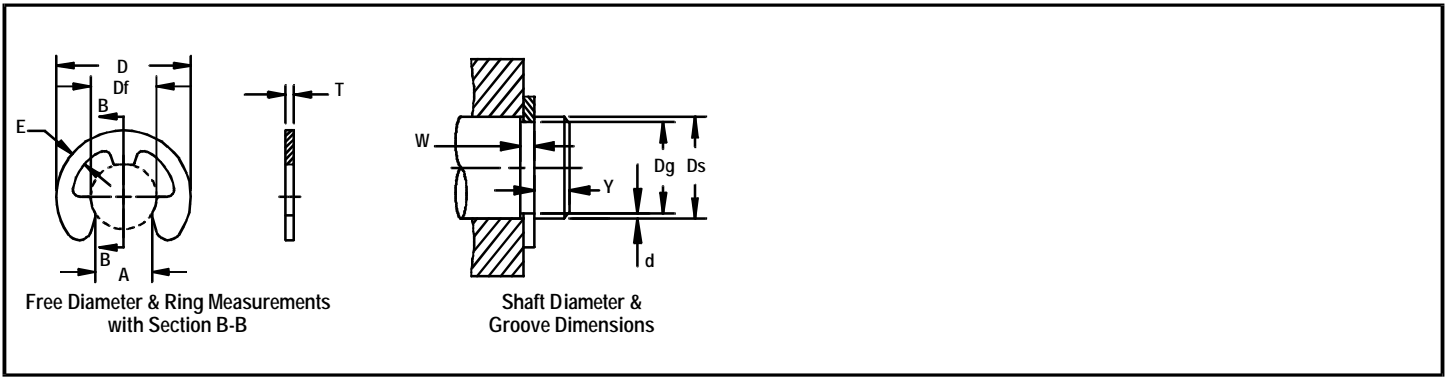 D
Df
T
B
E
B
A
Free Diameter & Ring Measurements
with Section B-B
W
Dg
Ds
Y
d
Shaft Diameter &
Groove Dimensions